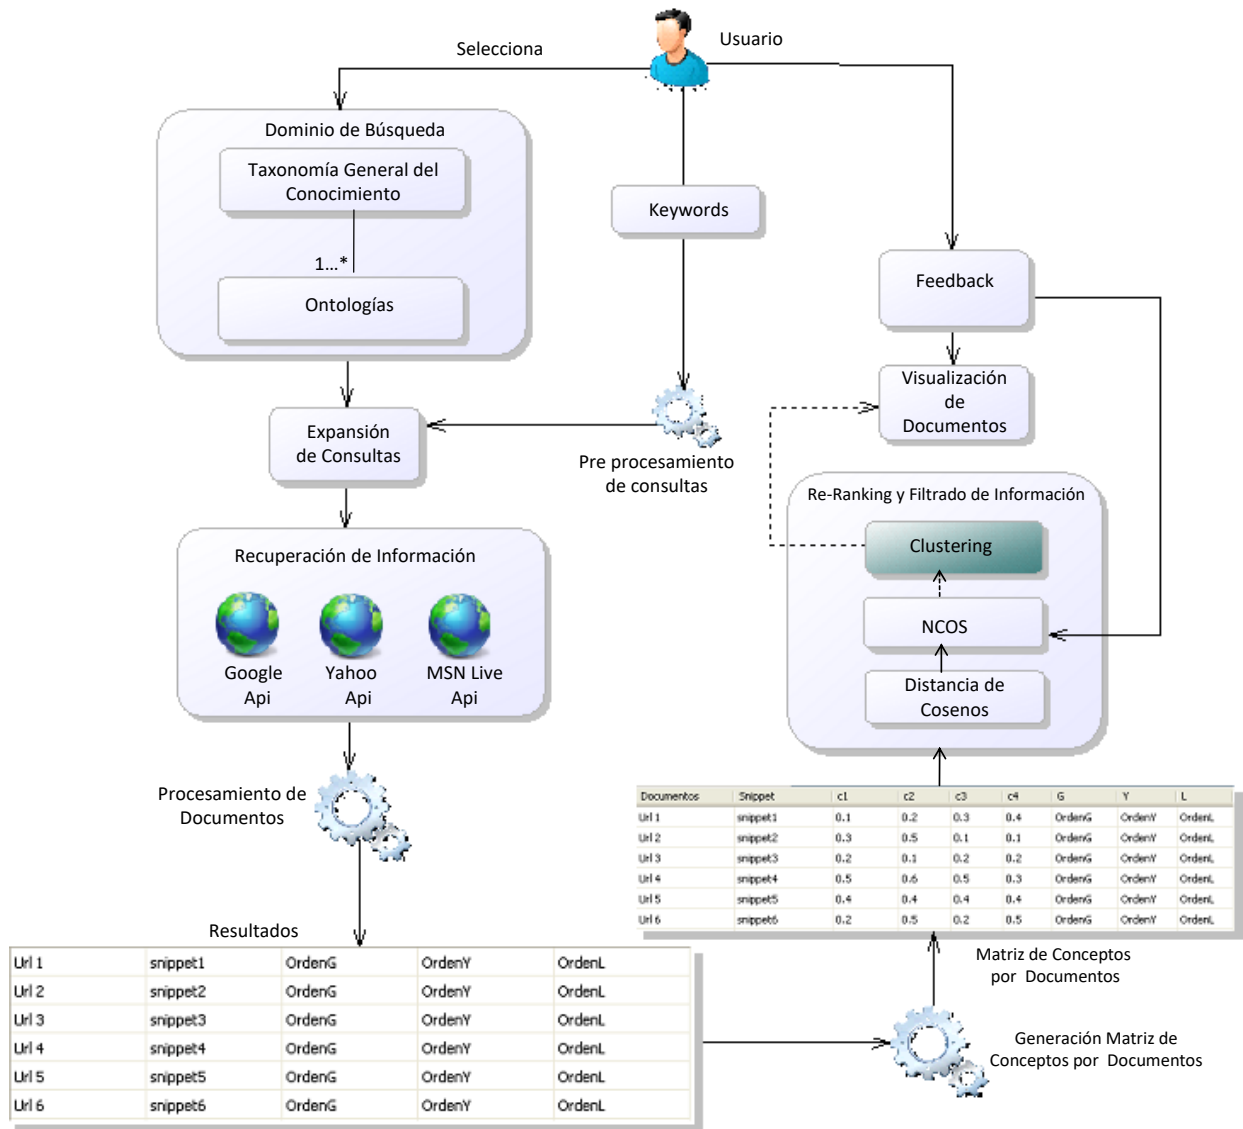 Selecciona
Usuario
Dominio de Búsqueda
Taxonomía General del
Conocimiento
1...*
Ontologías
Keywords
Feedback
Visualización
de
Documentos
Expansión
de Consultas
Pre procesamiento
de consultas
Re-Ranking y Filtrado de Información
Clustering
NCOS
Distancia de
Cosenos
Recuperación de Información
Google
Api
Yahoo
Api
MSN Live
Api
Procesamiento de
Documentos
Documentos Snippet c1 c2 c3 c4 G Y L
Url 1 snippet1 0.1 0.2 0.3 0.4 OrdenG OrdenY OrdenL
Url 2 snippet2 0.3 0.5 0.1 0.1 OrdenG OrdenY OrdenL
Url 3 snippet3 0.2 0.1 0.2 0.2 OrdenG OrdenY OrdenL
Url 4 snippet4 0.5 0.6 0.5 0.3 OrdenG OrdenY OrdenL
Url 5 snippet5 0.4 0.4 0.4 0.4 OrdenG OrdenY OrdenL
Url 6 snippet6 0.2 0.5 0.2 0.5 OrdenG OrdenY OrdenL
Resultados
Url 1 snippet1 OrdenG OrdenY OrdenL
Url 2 snippet2 OrdenG OrdenY OrdenL
Url 3 snippet3 OrdenG OrdenY OrdenL
Url 4 snippet4 OrdenG OrdenY OrdenL
Url 5 snippet5 OrdenG OrdenY OrdenL
Url 6 snippet6 OrdenG OrdenY OrdenL
Matriz de Conceptos
por Documentos
Generación Matriz de
Conceptos por Documentos